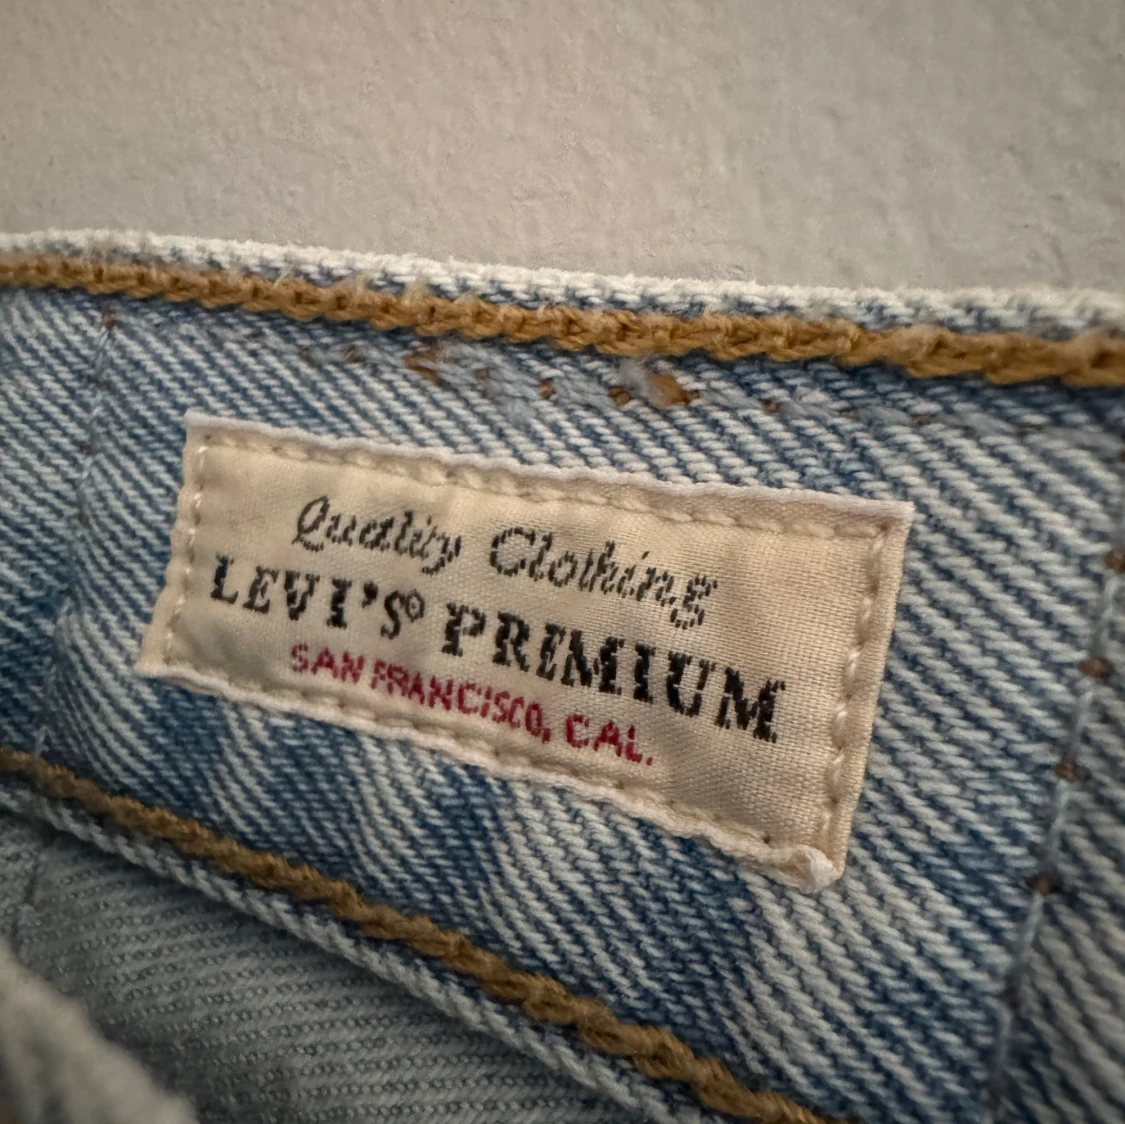 Quality Clothing
LEVI'S® PREMIUM
SAN FRANCISCO, CAL.